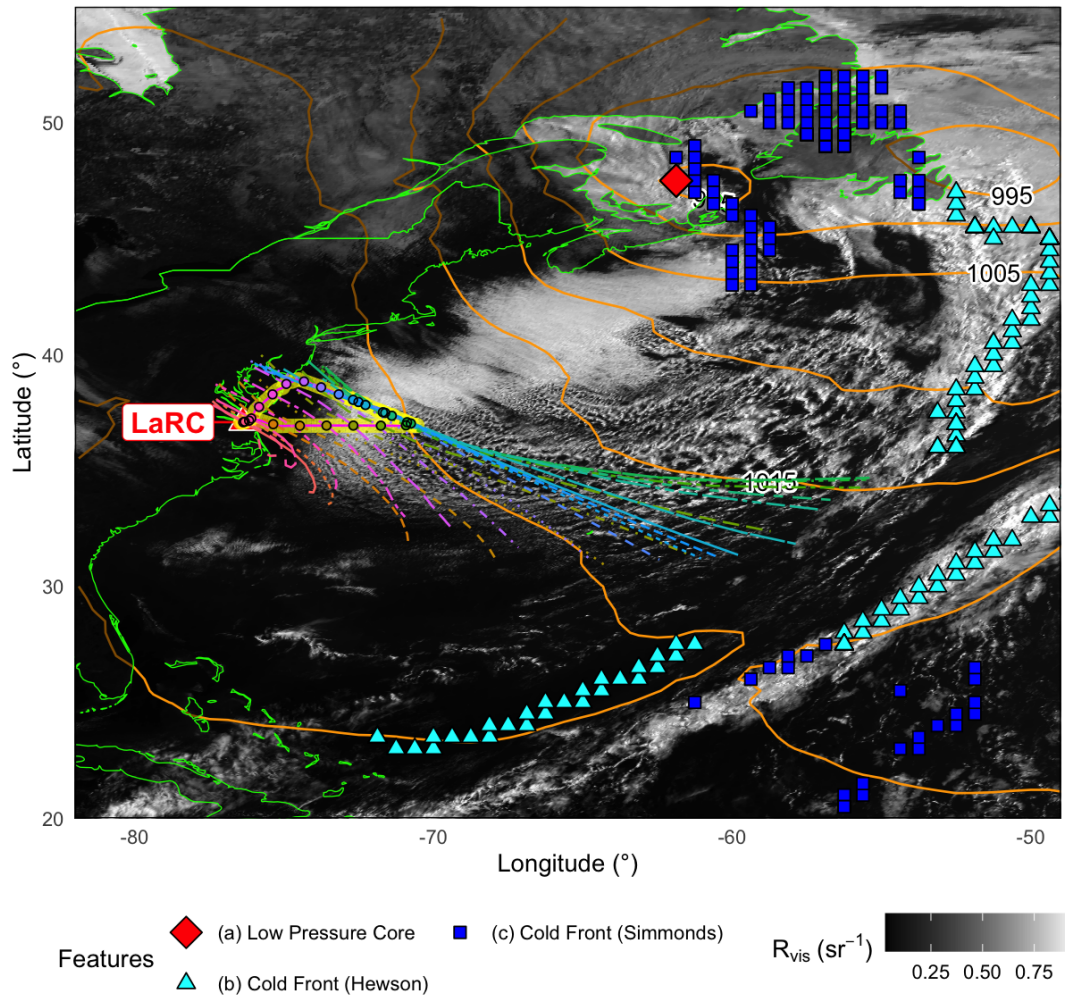 50
40
30
20
Latitude (°)
995
1005
LaRC
1015
-80
-70
-60
-50
Longitude (°)
Features
(a) Low Pressure Core
(c) Cold Front (Simmonds)
(b) Cold Front (Hewson)
Rvis (sr−1)
0.25 0.50 0.75